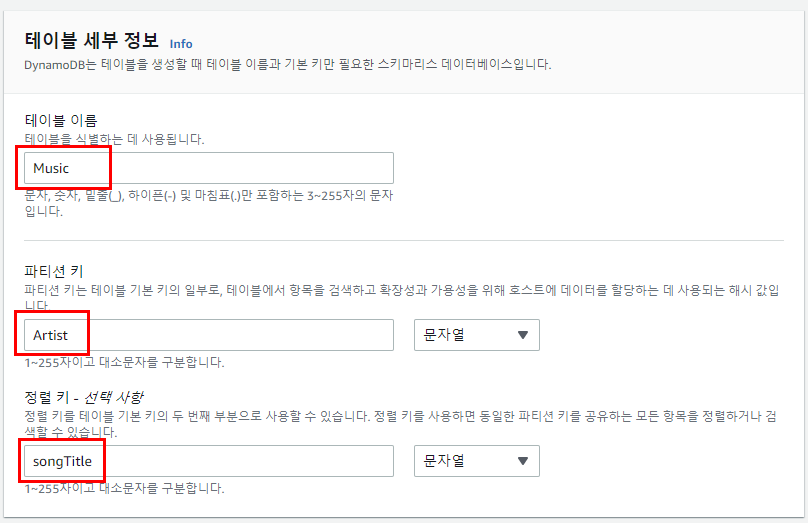 테이블 세부 정보 Info
DynamoDB는 테이블을 생성할 때 테이블 이름과 기본 키만 필요한 스키마리스 데이터베이스입니다.
테이블 이름
테이블을 식별하는 데 사용됩니다.
Music
문자, 숫자, 밑줄(_), 하이픈(-) 및 마침표(.)만 포함하는 3~255자의 문자
입니다.
파티션 키
파티션 키는 테이블 기본 키의 일부로, 테이블에서 항목을 검색하고 확장성과 가용성을 위해 호스트에 데이터를 할당하는 데 사용되는 해시 값입
니다.
Artist 문자열
1~255자이고 대소문자를 구분합니다.
정렬 키 - 선택 사항
정렬 키를 테이블 기본 키의 두 번째 부분으로 사용할 수 있습니다. 정렬 키를 사용하면 동일한 파티션 키를 공유하는 모든 항목을 정렬하거나 검
색할 수 있습니다.
songTitle 문자열
1~255자이고 대소문자를 구분합니다.